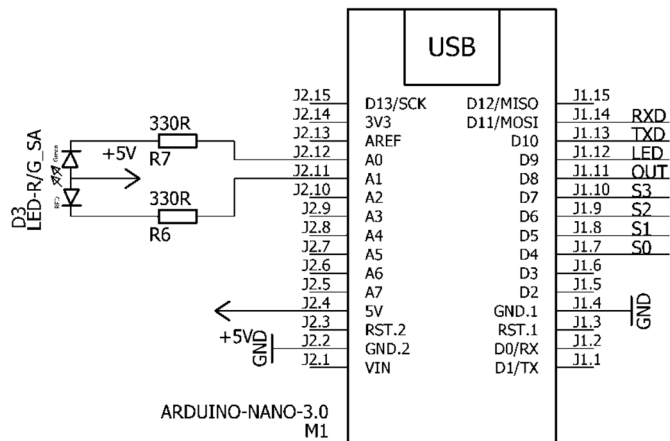 USB
J2.15 D13/SCK D12/MISO J1.15
J2.14 3V3 D11/MOSI J1.14 RXD
J2.13 AREF D10 J1.13 TXD
J2.12 A0 D9 J1.12 LED
J2.11 A1 D8 J1.11 OUT
J2.10 A2 D7 J1.10 S3
J2.9 A3 D6 J1.9 S2
J2.8 A4 D5 J1.8 S1
J2.7 A5 D4 J1.7 S0
J2.6 A6 D3 J1.6
J2.5 A7 D2 J1.5
J2.4 5V GND.1 J1.4 GND
J2.3 RST.2 RST.1 J1.3
J2.2 GND.2 D0/RX J1.2
J2.1 VIN D1/TX J1.1
330R
R7
+5V
330R
R6
D3
LED-R/G_SA
+5V
GND
ARDUINO-NANO-3.0
M1